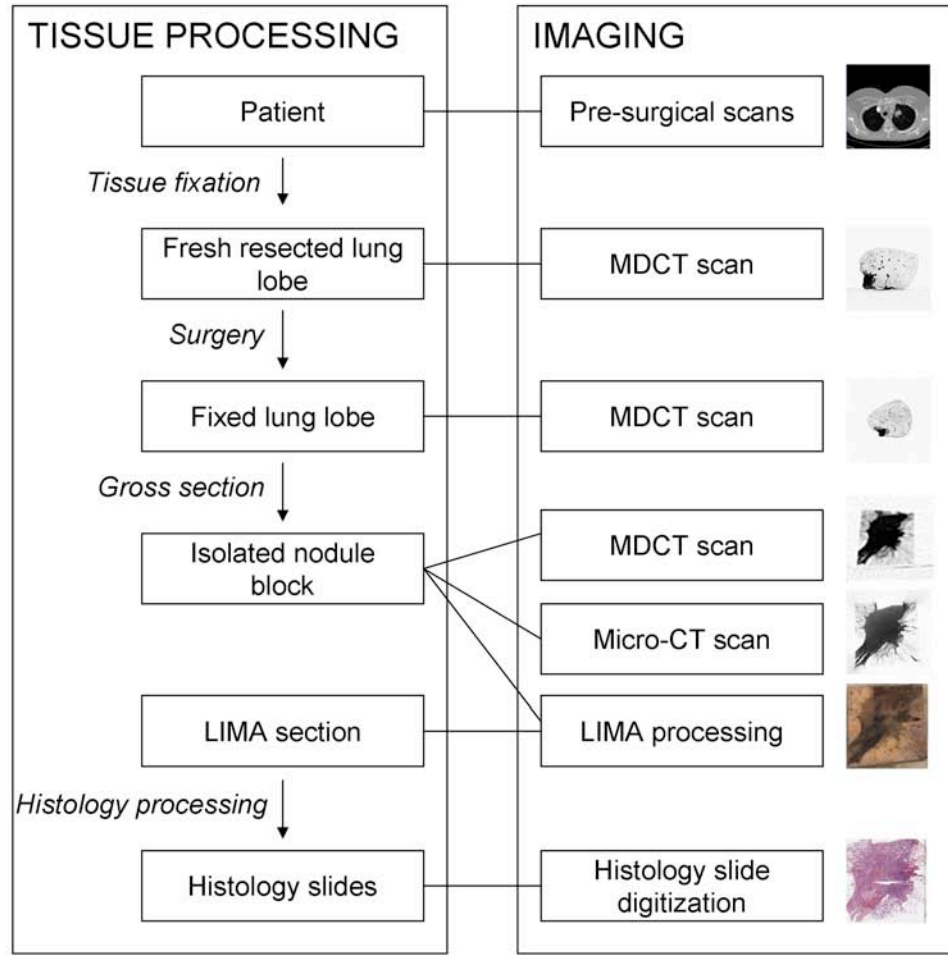 TISSUE PROCESSING
IMAGING
Patient
Pre-surgical scans
Tissue fixation
Fresh resected lung
lobe
MDCT scan
Surgery
Fixed lung lobe
MDCT scan
Gross section
Isolated nodule
block
MDCT scan
Micro-CT scan
LIMA section
LIMA processing
Histology processing
Histology slides
Histology slide
digitization